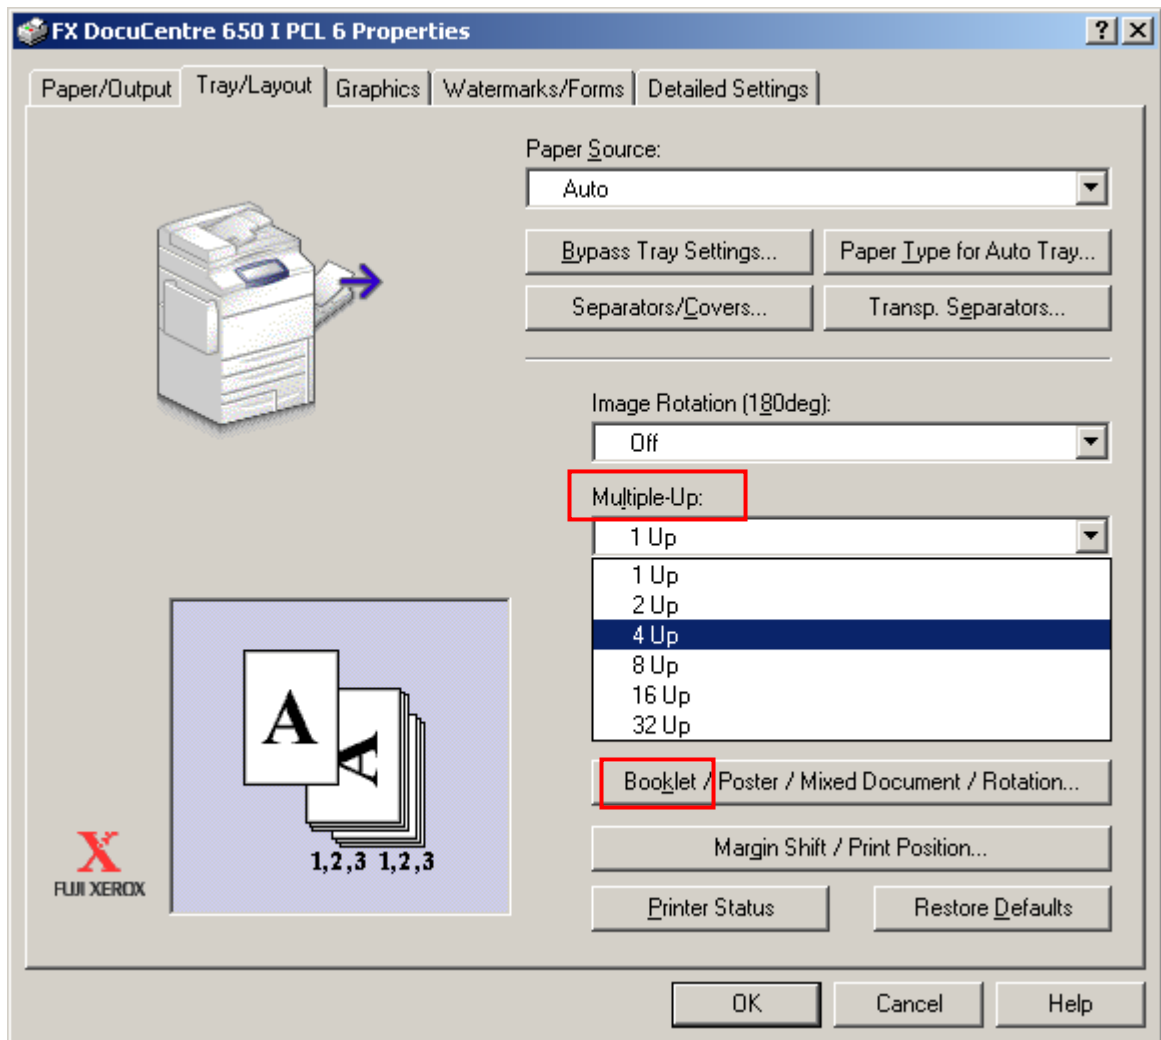 FX DocuCentre 650 I PCL 6 Properties
Paper/Output Tray/Layout Graphics Watermarks/Forms Detailed Settings
Paper Source:
Auto
Bypass Tray Settings... Paper Type for Auto Tray...
Separators/Covers... Transp. Separators...
Image Rotation (180deg):
Off
Multiple-Up:
1 Up
1 Up
2 Up
4 Up
8 Up
16 Up
32 Up
A
A
Booklet / Poster / Mixed Document / Rotation...
Margin Shift / Print Position...
1,2,3 1,2,3
FUJI XEROX
Printer Status Restore Defaults
OK Cancel Help